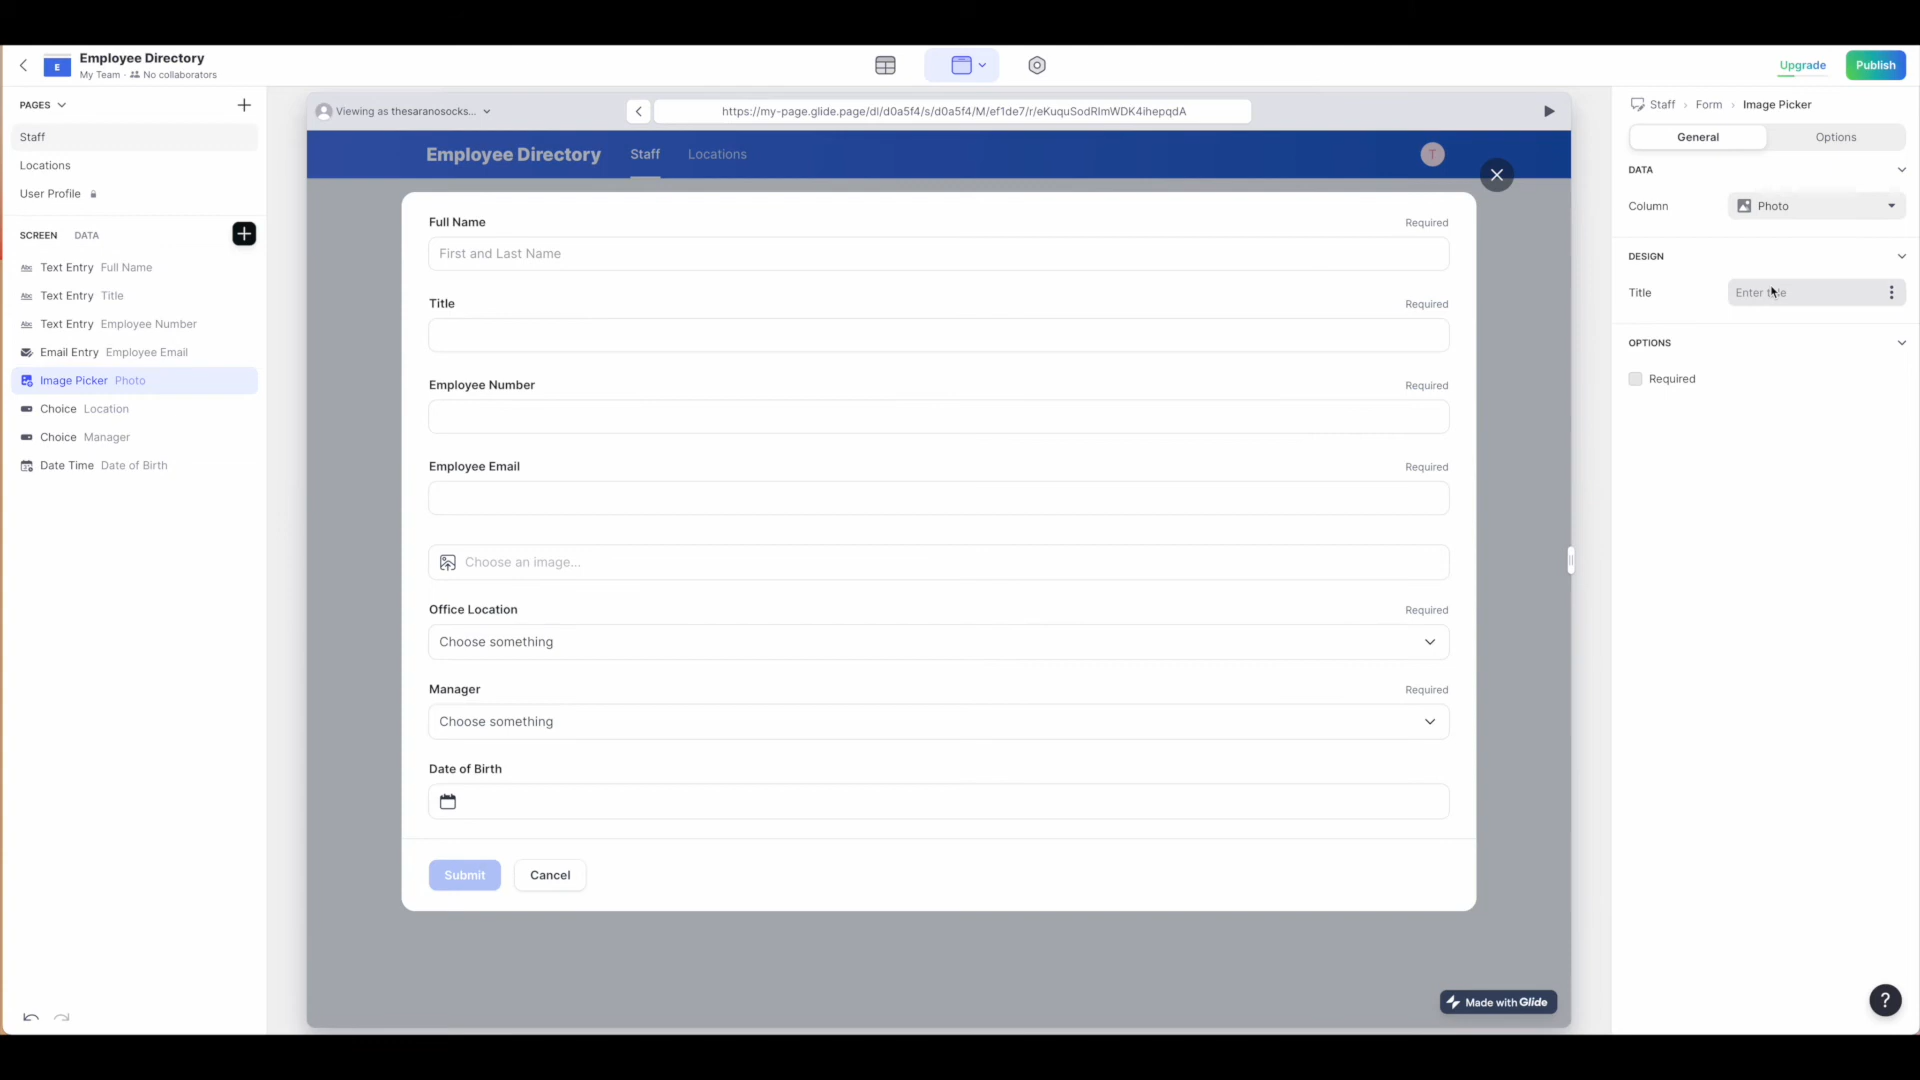 E
Employee Directory
My Team · No collaborators
Upgrade
Publish
PAGES
Staff
Locations
User Profile
SCREEN
DATA
Abc Text Entry Full Name
Abc Text Entry Title
Abc Text Entry Employee Number
Email Entry Employee Email
Image Picker Photo
Choice Location
Choice Manager
Date Time Date of Birth
Viewing as thesaranosocks...
https://my-page.glide.page/dl/d0a5f4/s/d0a5f4/M/ef1de7/r/eKuquSodRlmWDK4ihepqdA
Employee Directory
Staff
Locations
T
Full Name
Required
First and Last Name
Title
Required
Employee Number
Required
Employee Email
Required
Choose an image...
Office Location
Required
Choose something
Manager
Required
Choose something
Date of Birth
Submit
Cancel
Made with Glide
Staff › Form › Image Picker
General
Options
DATA
Column
Photo
DESIGN
Title
Enter title
OPTIONS
Required
?